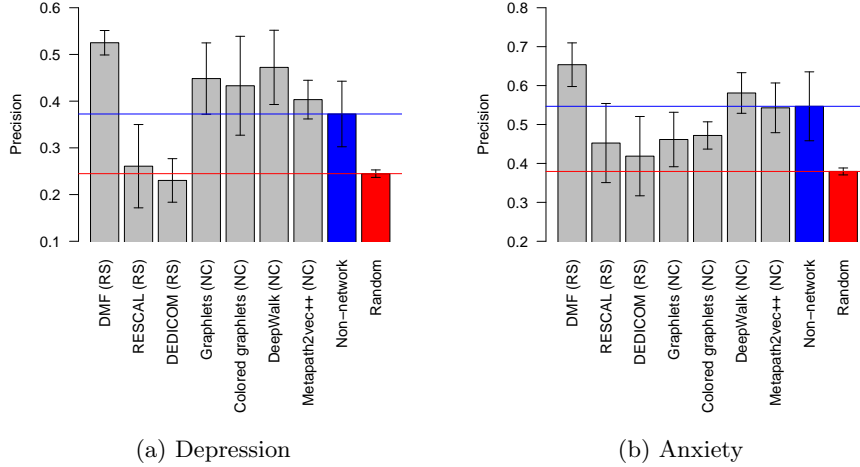 Precision
0.6
0.5
0.4
0.3
0.2
0.1
DMF (RS)
RESCAL (RS)
DEDICOM (RS)
Graphlets (NC)
Colored graphlets (NC)
DeepWalk (NC)
Metapath2vec++ (NC)
Non−network
Random
(a) Depression
Precision
0.8
0.7
0.6
0.5
0.4
0.3
0.2
DMF (RS)
RESCAL (RS)
DEDICOM (RS)
Graphlets (NC)
Colored graphlets (NC)
DeepWalk (NC)
Metapath2vec++ (NC)
Non−network
Random
(b) Anxiety